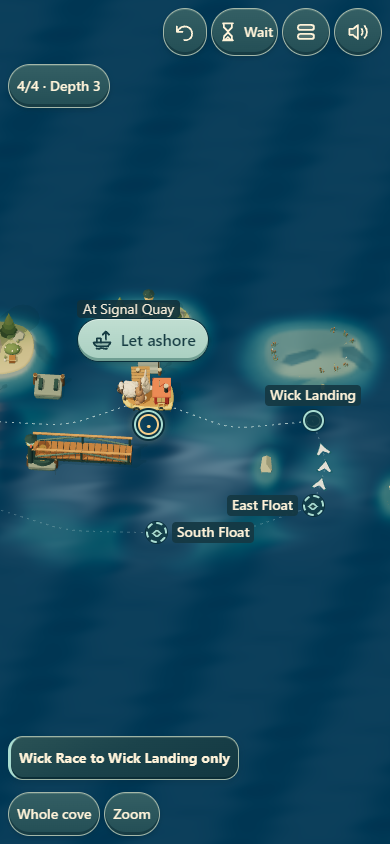 Wait
4/4 · Depth 3
At Signal Quay
Let ashore
Wick Landing
East Float
South Float
Wick Race to Wick Landing only
Whole cove
Zoom